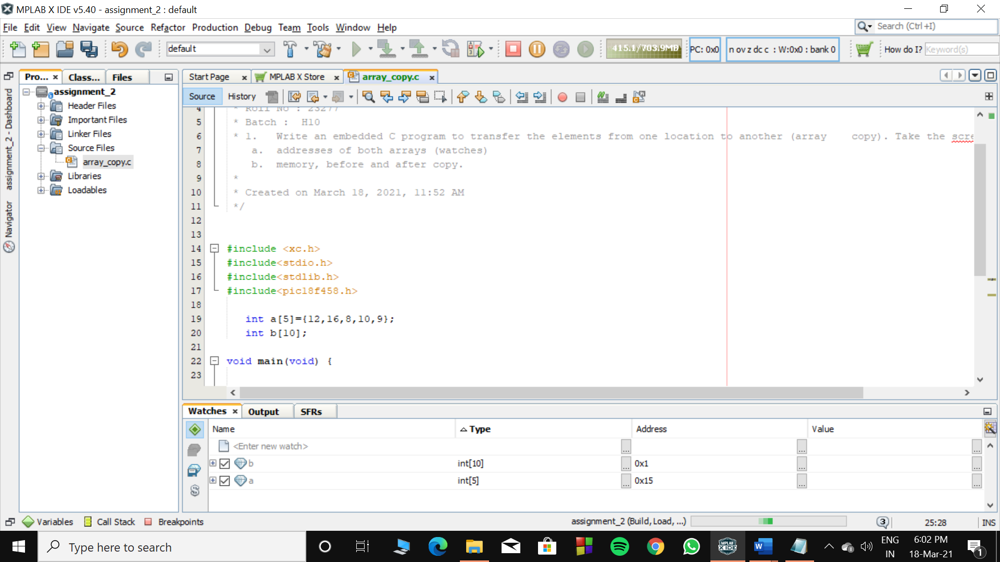 MPLAB X IDE v5.40 - assignment_2 : default
File Edit View Navigate Source Refactor Production Debug Team Tools Window Help
Search (Ctrl+I)
default
415.1/703.9MB
PC: 0x0
n ov z dc c : W:0x0 : bank 0
How do I?
Keyword(s)
Pro...
Class...
Files
Start Page
MPLAB X Store
array_copy.c
assignment_2 - Dashboard
Navigator
assignment_2
Header Files
Important Files
Linker Files
Source Files
array_copy.c
Libraries
Loadables
Source History
4 * Roll No : 23277
5 * Batch : H10
6 * 1. Write an embedded C program to transfer the elements from one location to another (array copy). Take the scre
7 a. addresses of both arrays (watches)
8 b. memory, before and after copy.
9 *
10 * Created on March 18, 2021, 11:52 AM
11 */
12
13
14 #include <xc.h>
15 #include<stdio.h>
16 #include<stdlib.h>
17 #include<pic18f458.h>
18
19 int a[5]={12,16,8,10,9};
20 int b[10];
21
22 void main(void) {
23
Watches Output SFRs
Name Type Address Value
<Enter new watch> ... ... ...
b int[10] ... 0x1 ... ...
a int[5] ... 0x15 ... ...
Variables Call Stack Breakpoints
assignment_2 (Build, Load, ...)
3
25:28
INS
Type here to search
MPLAB
X IDE
W
ENG
IN
6:02 PM
18-Mar-21
1